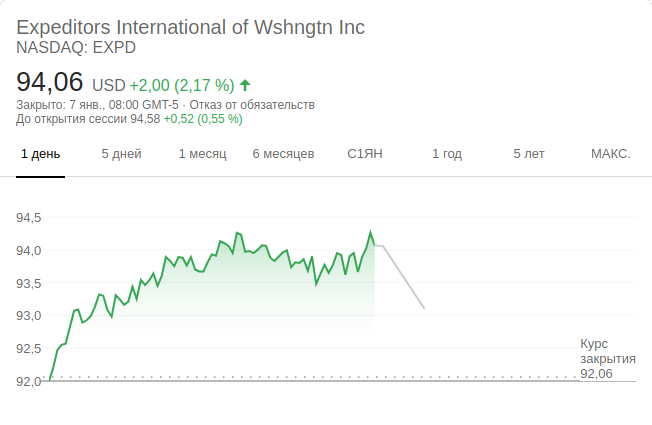 Expeditors International of Wshngtn Inc
NASDAQ: EXPD
94,06 USD +2,00 (2,17 %)
Закрыто: 7 янв., 08:00 GMT-5 · Отказ от обязательств
До открытия сессии 94,58 +0,52 (0,55 %)
1 день 5 дней 1 месяц 6 месяцев С1ЯН 1 год 5 лет МАКС.
94,5
94,0
93,5
93,0
92,5
92,0
Курс
закрытия
92,06